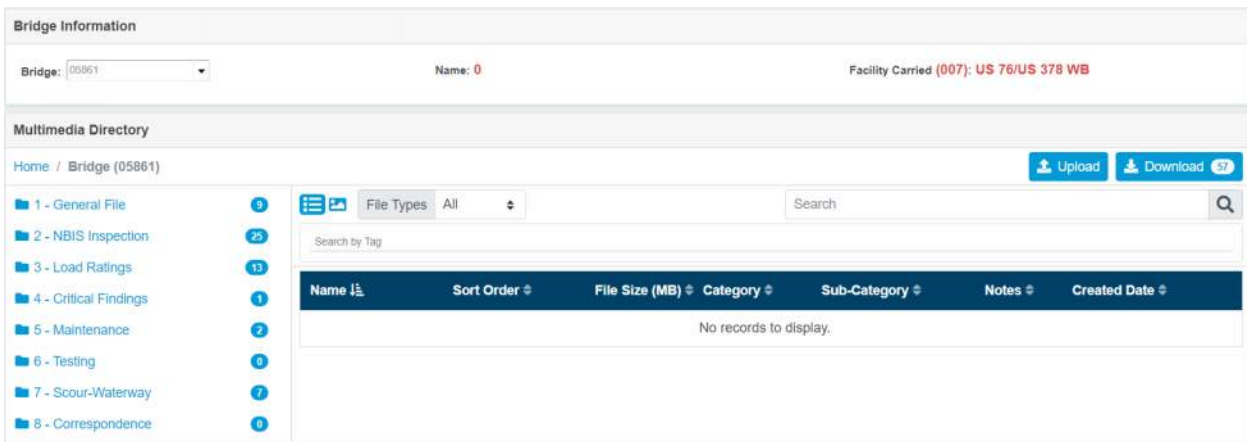 Bridge Information
Bridge: 05861 Name: 0 Facility Carried (007): US 76/US 378 WB
Multimedia Directory
Home / Bridge (05861) Upload Download 57
1 - General File 9
File Types All Search
2 - NBIS Inspection 25
Search by Tag
3 - Load Ratings 13
Name Sort Order File Size (MB) Category Sub-Category Notes Created Date
4 - Critical Findings 1
5 - Maintenance 2
No records to display.
6 - Testing 0
7 - Scour-Waterway 7
8 - Correspondence 0